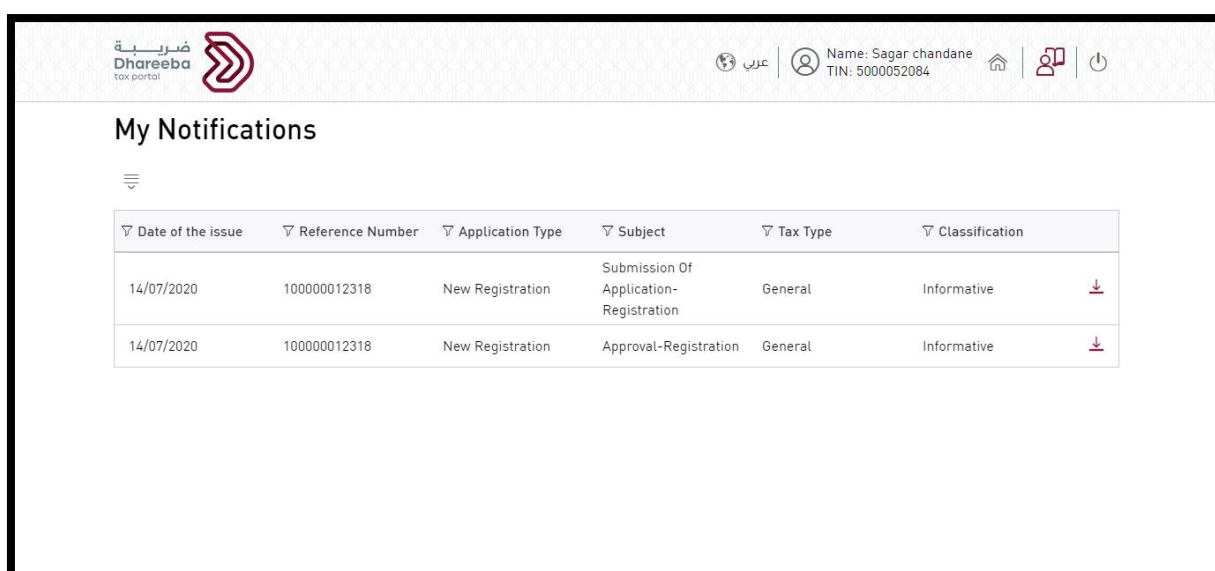 ضريبة
Dhareeba
tax portal
عربي
Name: Sagar chandane
TIN: 5000052084
My Notifications
Date of the issue Reference Number Application Type Subject Tax Type Classification
14/07/2020 100000012318 New Registration Submission Of
Application-
Registration General Informative
14/07/2020 100000012318 New Registration Approval-Registration General Informative